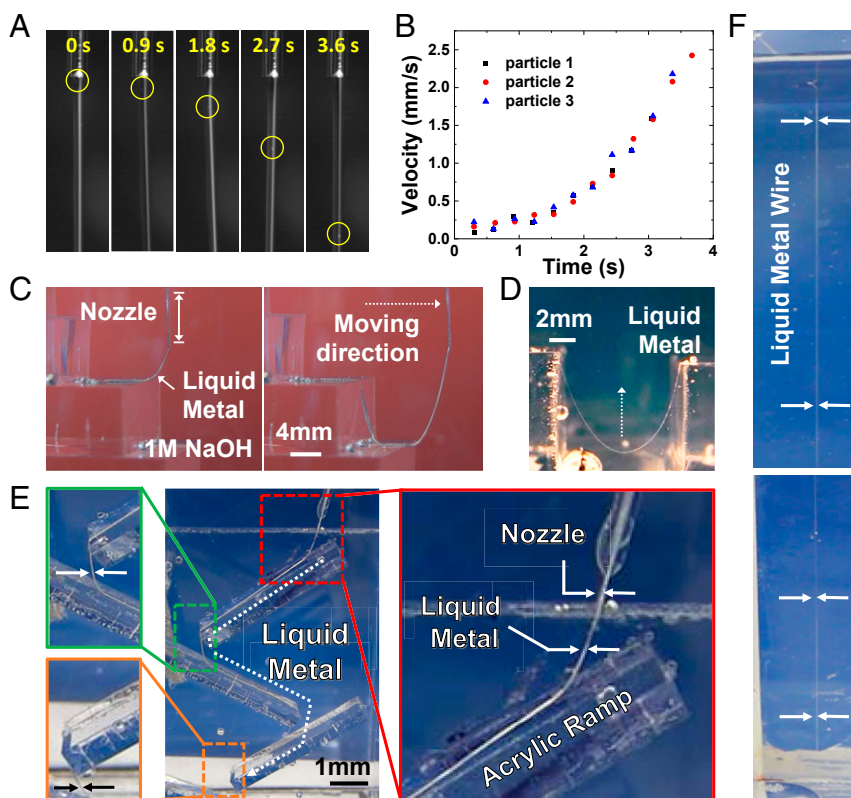 A
0 s
0.9 s
1.8 s
2.7 s
3.6 s
B
Velocity (mm/s)
2.5
2.0
1.5
1.0
0.5
0.0
particle 1
particle 2
particle 3
0
1
2
3
4
Time (s)
C
Nozzle
Liquid
Metal
1M NaOH
Moving
direction
4mm
D
2mm
Liquid
Metal
E
Liquid
Metal
1mm
Nozzle
Liquid
Metal
Acrylic Ramp
F
Liquid Metal Wire